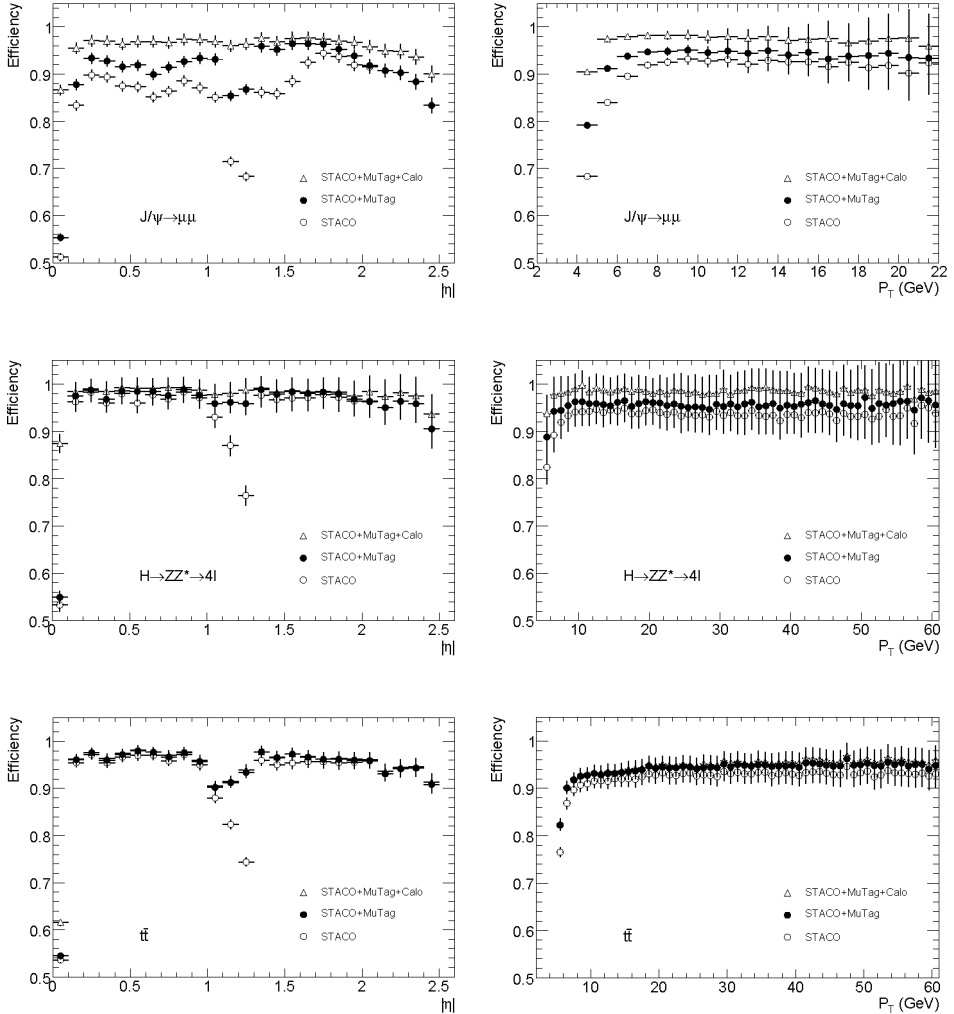 Efficiency
1
0.9
0.8
0.7
0.6
0.5
△ STACO+MuTag+Calo
● STACO+MuTag
○ STACO
J/ψ→μμ
0 0.5 1 1.5 2 2.5
|η|
Efficiency
1
0.9
0.8
0.7
0.6
0.5
△ STACO+MuTag+Calo
● STACO+MuTag
○ STACO
J/ψ→μμ
2 4 6 8 10 12 14 16 18 20 22
P_T (GeV)
Efficiency
1
0.9
0.8
0.7
0.6
0.5
△ STACO+MuTag+Calo
● STACO+MuTag
○ STACO
H→ZZ*→4l
0 0.5 1 1.5 2 2.5
|η|
Efficiency
1
0.9
0.8
0.7
0.6
0.5
△ STACO+MuTag+Calo
● STACO+MuTag
○ STACO
H→ZZ*→4l
10 20 30 40 50 60
P_T (GeV)
Efficiency
1
0.9
0.8
0.7
0.6
0.5
△ STACO+MuTag+Calo
● STACO+MuTag
○ STACO
tt̄
0 0.5 1 1.5 2 2.5
|η|
Efficiency
1
0.9
0.8
0.7
0.6
0.5
△ STACO+MuTag+Calo
● STACO+MuTag
○ STACO
tt̄
10 20 30 40 50 60
P_T (GeV)